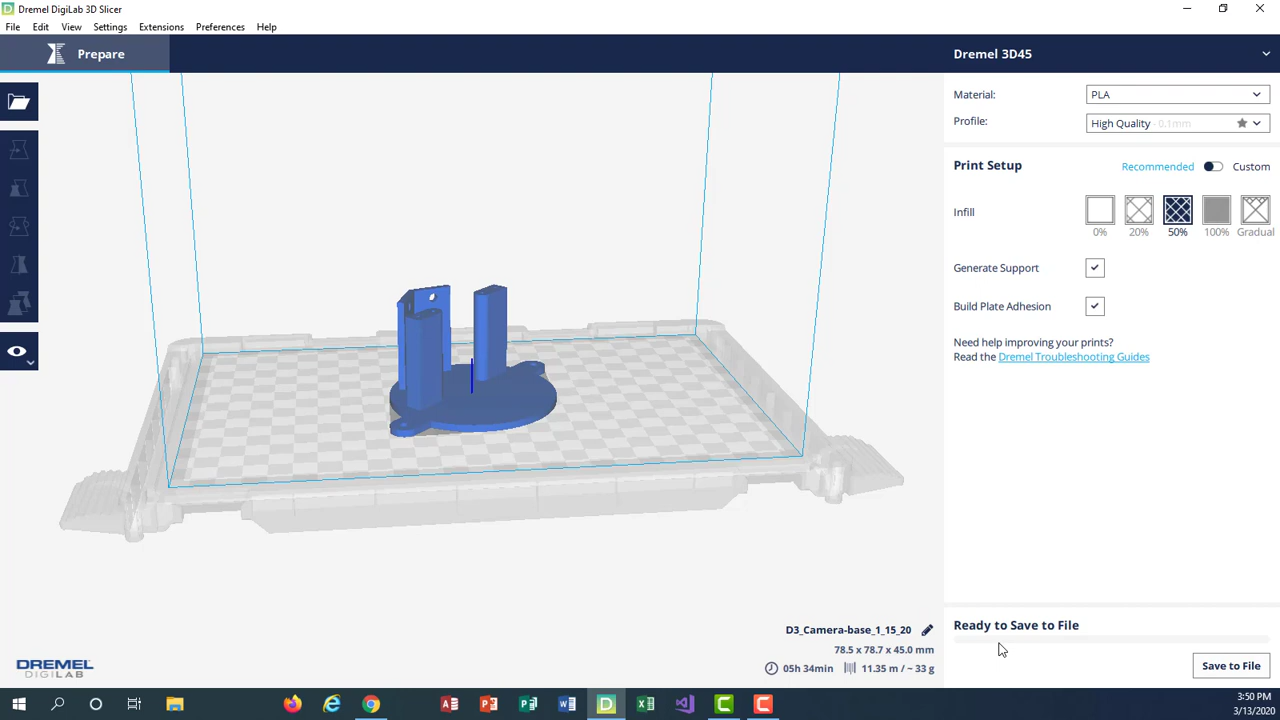 Dremel DigiLab 3D Slicer
File Edit View Settings Extensions Preferences Help
Prepare
Dremel 3D45
Material: PLA
Profile: High Quality - 0.1mm
Print Setup Recommended Custom
Infill
0% 20% 50% 100% Gradual
Generate Support
Build Plate Adhesion
Need help improving your prints?
Read the Dremel Troubleshooting Guides
D3_Camera-base_1_15_20
78.5 x 78.7 x 45.0 mm
05h 34min 11.35 m / ~ 33 g
Ready to Save to File
Save to File
DREMEL
DIGILAB
3:50 PM
3/13/2020